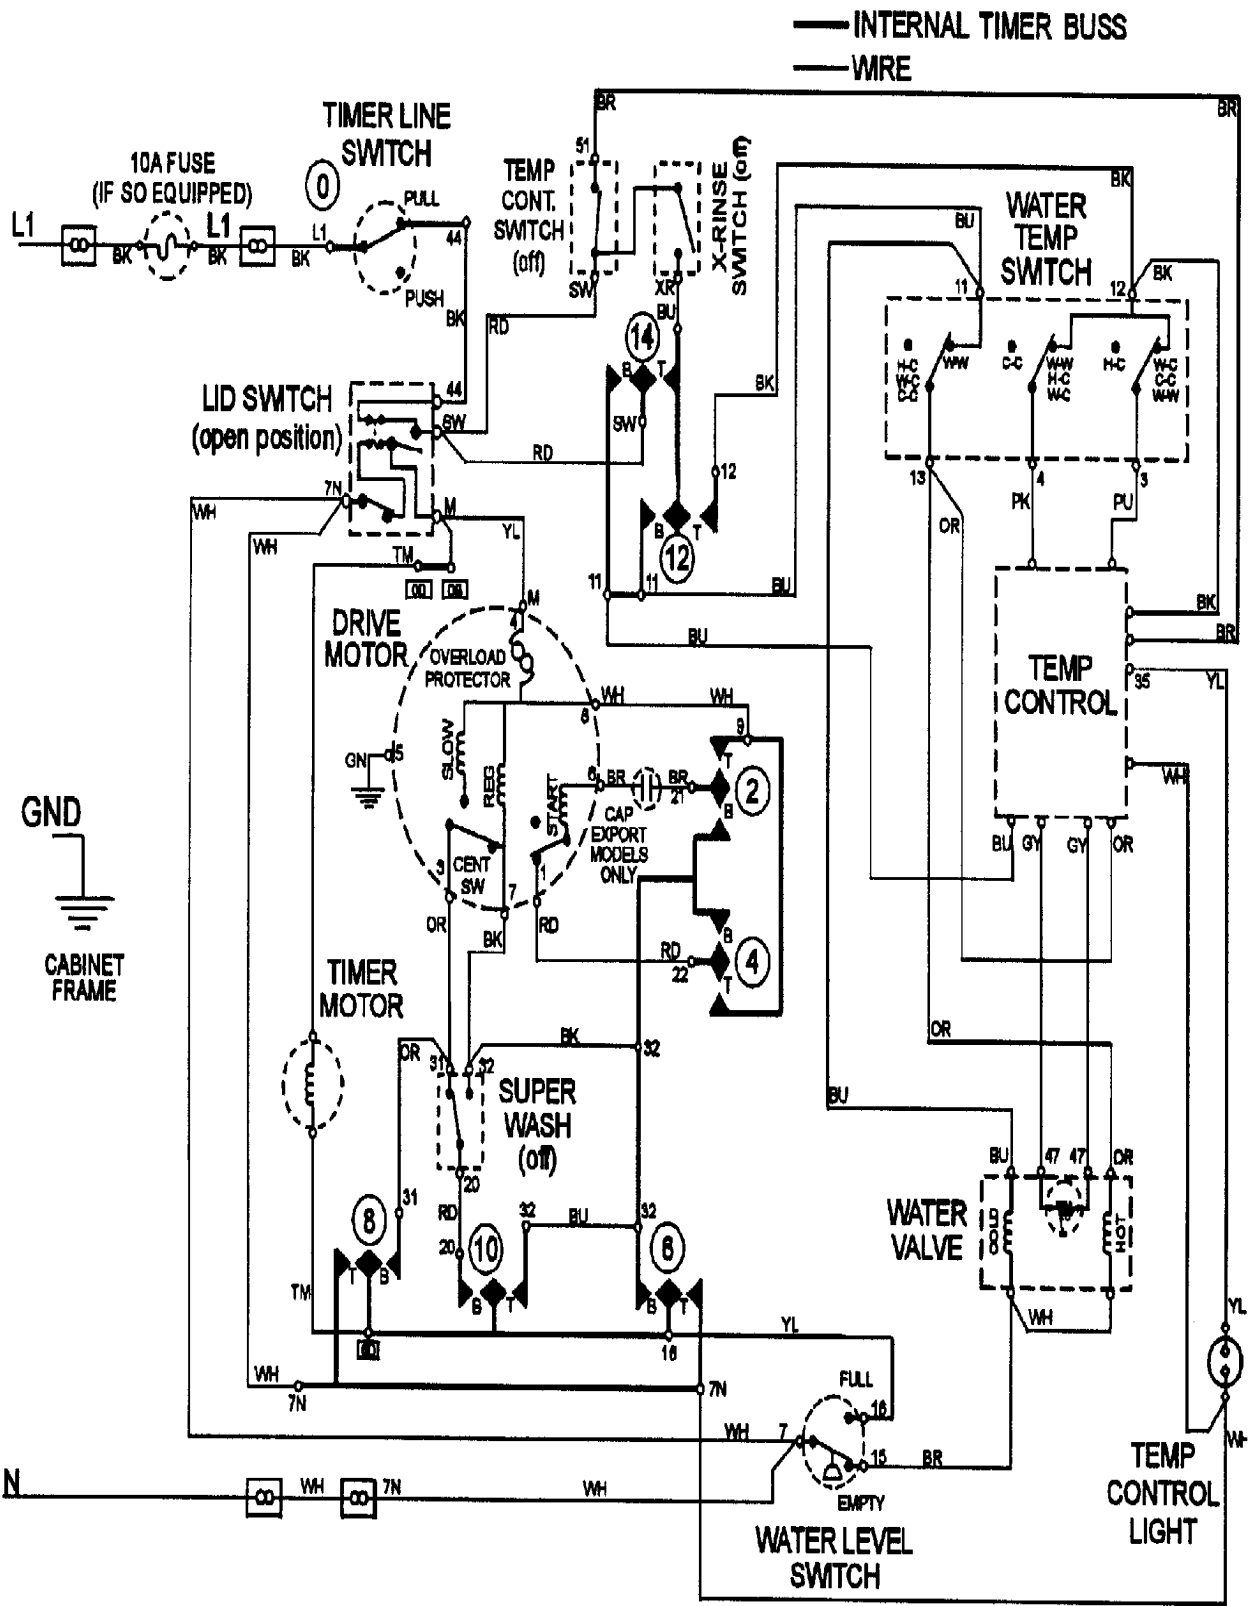 INTERNAL TIMER BUSS
WIRE
BR
BR
TIMER LINE
SWITCH
10A FUSE
(IF SO EQUIPPED)
0
51
TEMP
CONT.
SWITCH
(off)
X-RINSE
SWITCH (off)
BK
WATER
TEMP
SWITCH
PULL
L1
L1
L1
BK
BK
BK
44
PUSH
BU
BK
11
12
SW
XR
BK
RD
BU
14
B
T
W-W
C-C
W-W
H-C
W-C
H-C
W-C
C-C
W-W
H-C
W-C
C-C
LID SWITCH
(open position)
44
SW
SW
BK
RD
12
13
4
3
7N
M
WH
YL
WH
B
T
12
OR
PK
PU
TM
11
11
BU
BK
BR
M
DRIVE
MOTOR
4
OVERLOAD
PROTECTOR
BU
TEMP
CONTROL
35
YL
WH
WH
8
9
SLOW
REG
START
GN
5
6
BR
BR
21
T
2
B
WH
GND
CAP
EXPORT
MODELS
ONLY
CENT
SW
3
7
1
BU
GY
GY
OR
OR
BK
RD
B
RD
22
4
T
CABINET
FRAME
TIMER
MOTOR
OR
BK
32
OR
31
32
SUPER
WASH
(off)
BU
BU
47
47
OR
20
31
8
RD
32
BU
32
WATER
VALVE
COLD
HOT
20
10
6
T
B
B
T
B
T
TM
YL
16
WH
YL
WH
7N
7N
FULL
16
WH
7
15
BR
WH
N
WH
7N
WH
EMPTY
TEMP
CONTROL
LIGHT
WATER LEVEL
SWITCH